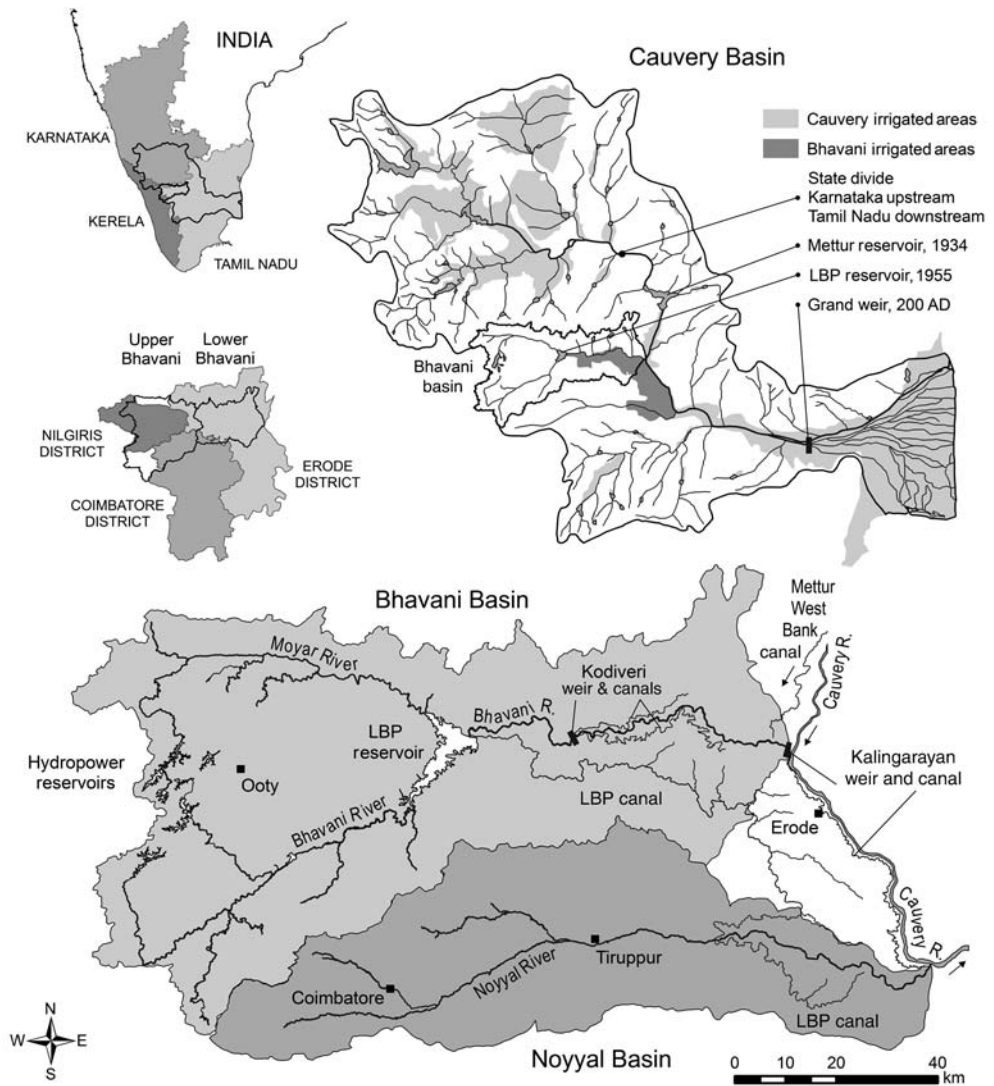 INDIA
KARNATAKA
KERELA
TAMIL NADU
Cauvery Basin
Cauvery irrigated areas
Bhavani irrigated areas
State divide
Karnataka upstream
Tamil Nadu downstream
Mettur reservoir, 1934
LBP reservoir, 1955
Grand weir, 200 AD
Bhavani
basin
Upper
Bhavani
Lower
Bhavani
NILGIRIS
DISTRICT
COIMBATORE
DISTRICT
ERODE
DISTRICT
Bhavani Basin
Mettur
West
Bank
canal
Cauvery R.
Moyar River
Kodiveri
weir & canals
Bhavani R.
LBP
reservoir
Hydropower
reservoirs
Ooty
LBP canal
Kalingarayan
weir and canal
Bhavani River
Erode
Cauvery R.
Tiruppur
Noyyal River
Coimbatore
LBP canal
Noyyal Basin
N
W E
S
0 10 20 40
km